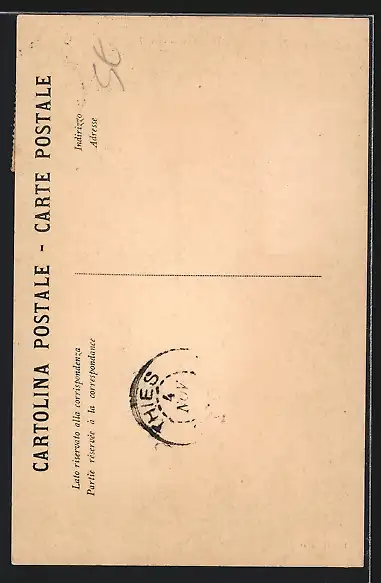 CARTOLINA POSTALE - CARTE POSTALE
Lato riservato alla corrispondenza
Partie réservée à la correspondance
Indirizzo
Adresse
THIES
4
NOV